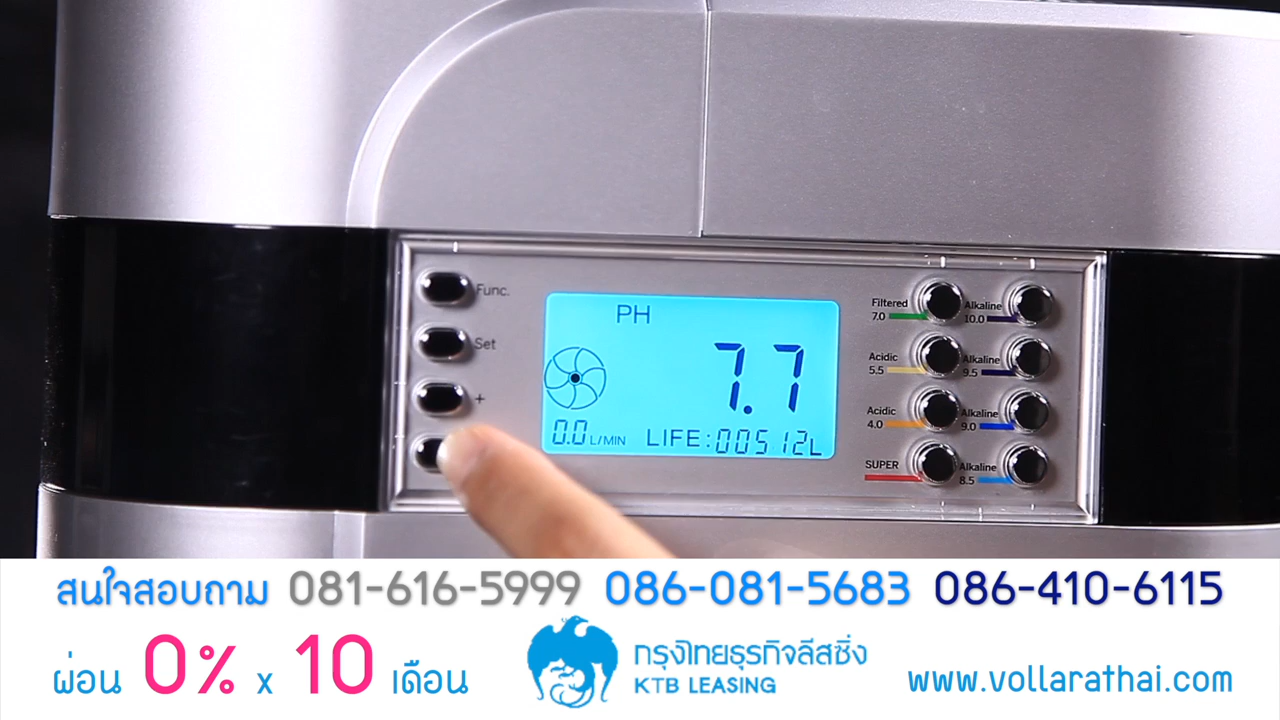 Func.
Set
+
PH
7.7
0.0 L/MIN LIFE:00512L
Filtered 7.0
Alkaline 10.0
Acidic 5.5
Alkaline 9.5
Acidic 4.0
Alkaline 9.0
SUPER
Alkaline 8.5
สนใจสอบถาม 081-616-5999 086-081-5683 086-410-6115
ผ่อน 0% x 10 เดือน
กรุงไทยธุรกิจลีสซิ่ง
KTB LEASING
www.vollarathai.com